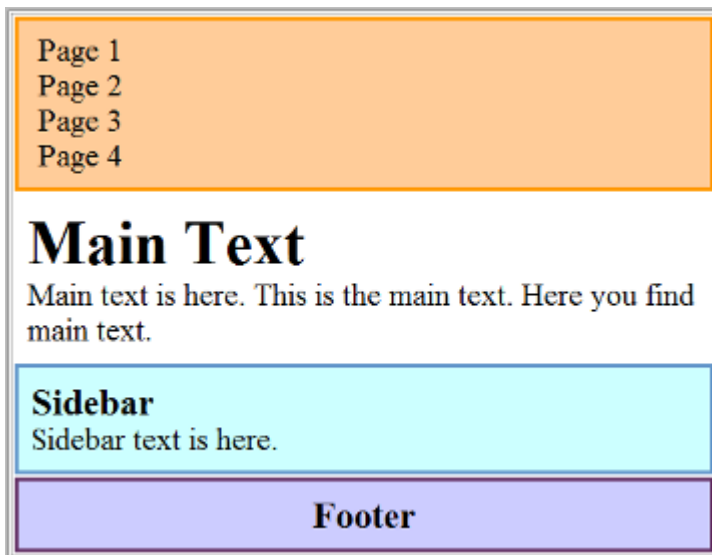 Page 1
Page 2
Page 3
Page 4
Main Text
Main text is here. This is the main text. Here you find
main text.
Sidebar
Sidebar text is here.
Footer